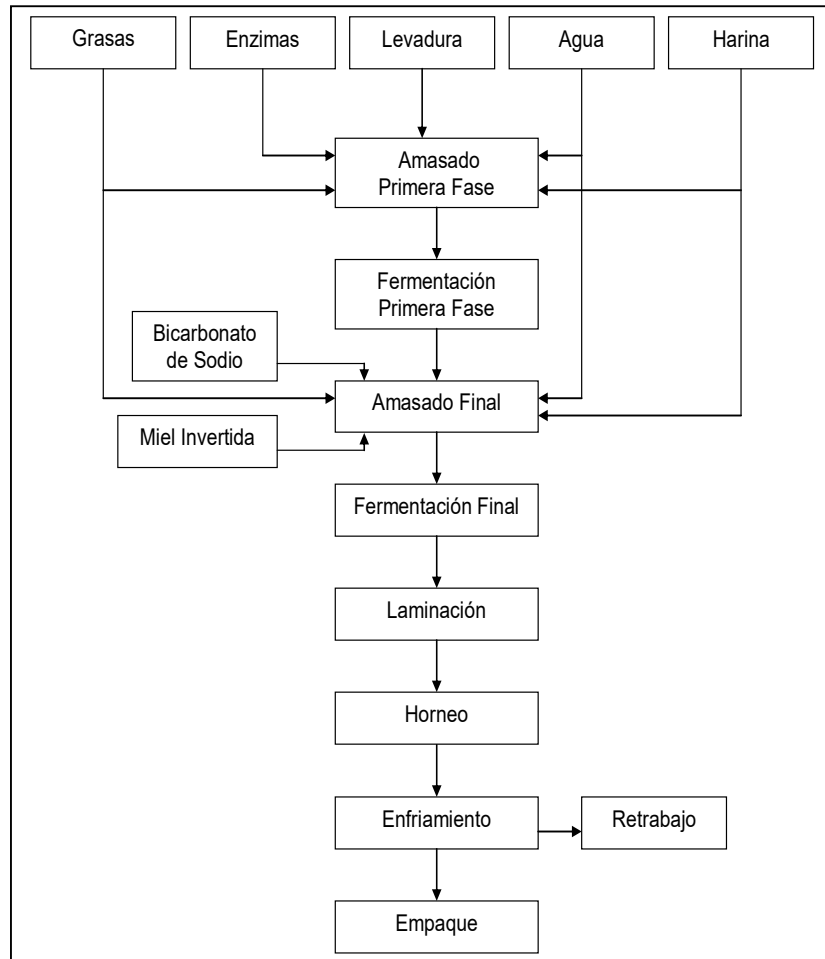 Grasas
Enzimas
Levadura
Agua
Harina
Amasado
Primera Fase
Fermentación
Primera Fase
Bicarbonato
de Sodio
Amasado Final
Miel Invertida
Fermentación Final
Laminación
Horneo
Enfriamiento
Retrabajo
Empaque